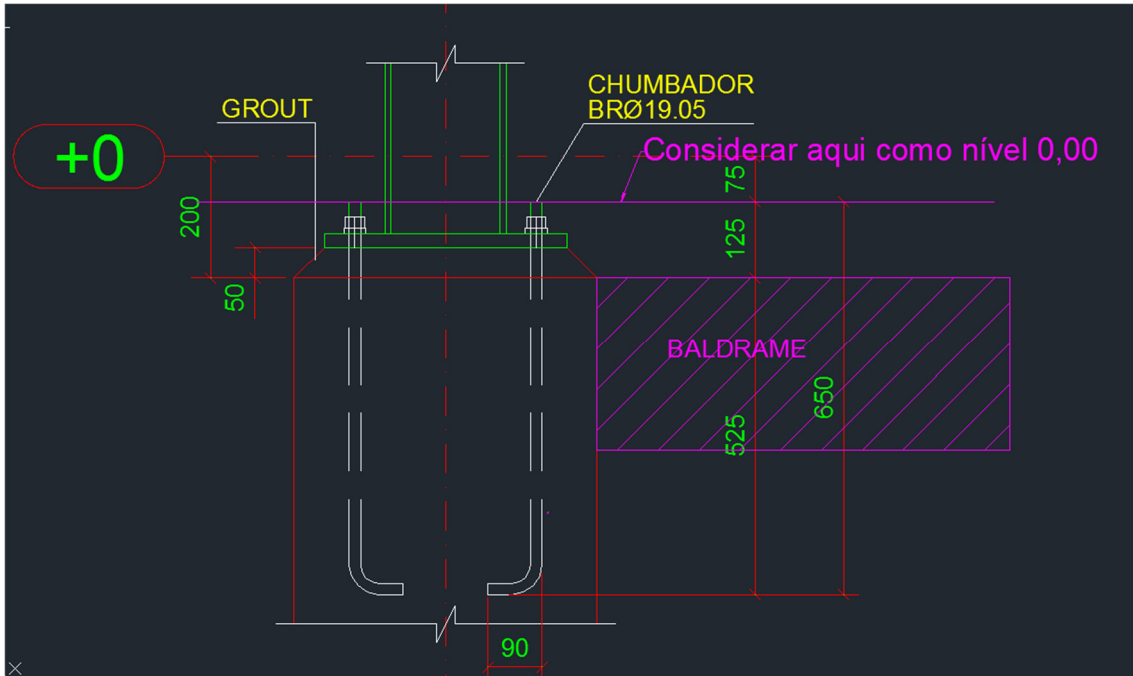 GROUT
CHUMBADOR
BRØ19.05
+0
Considerar aqui como nível 0,00
75
200
125
50
BALDRAME
650
525
90